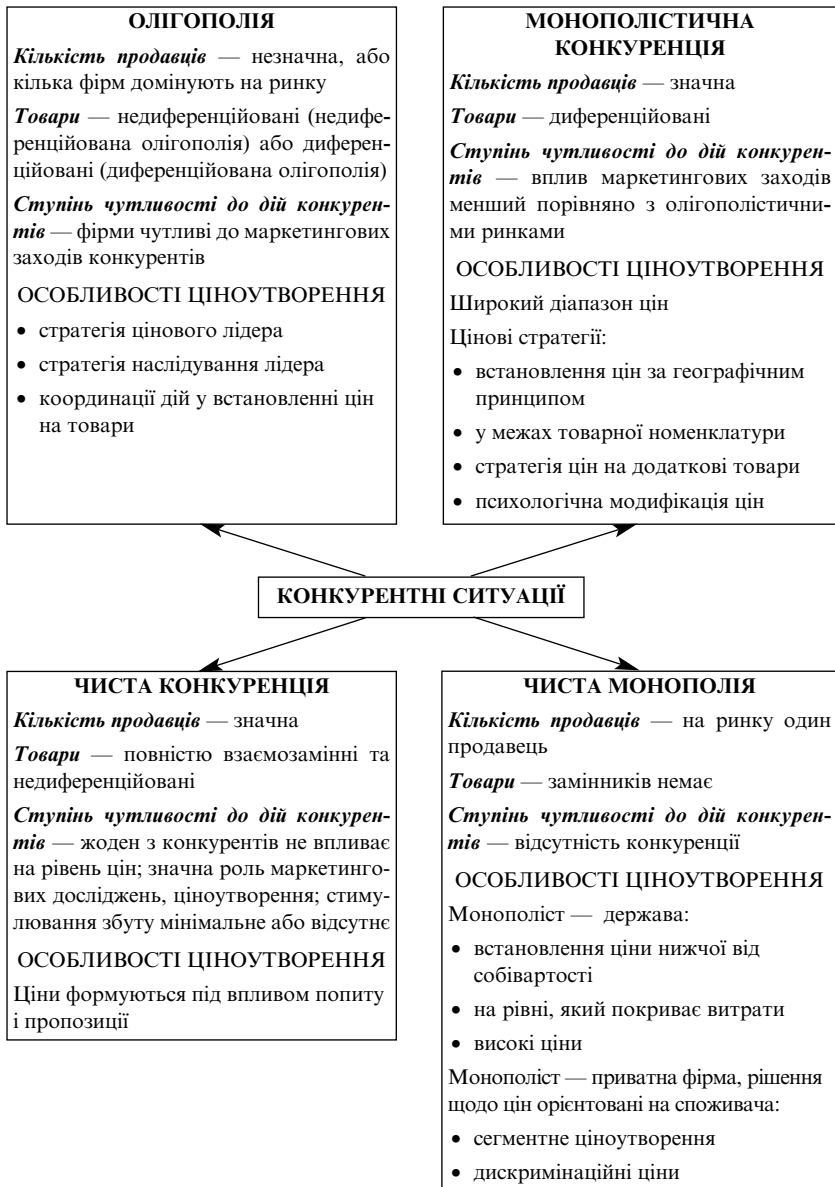 ОЛІГОПОЛІЯ
Кількість продавців — незначна, або
кілька фірм домінують на ринку
Товари — недиференційовані (недифе-
ренційована олігополія) або диферен-
ційовані (диференційована олігополія)
Ступінь чутливості до дій конкурен-
тів — фірми чутливі до маркетингових
заходів конкурентів
ОСОБЛИВОСТІ ЦІНОУТВОРЕННЯ
• стратегія цінового лідера
• стратегія наслідування лідера
• координації дій у встановленні цін
на товари
МОНОПОЛІСТИЧНА
КОНКУРЕНЦІЯ
Кількість продавців — значна
Товари — диференційовані
Ступінь чутливості до дій конкурен-
тів — вплив маркетингових заходів
менший порівняно з олігополістични-
ми ринками
ОСОБЛИВОСТІ ЦІНОУТВОРЕННЯ
Широкий діапазон цін
Цінові стратегії:
• встановлення цін за географічним
принципом
• у межах товарної номенклатури
• стратегія цін на додаткові товари
• психологічна модифікація цін
КОНКУРЕНТНІ СИТУАЦІЇ
ЧИСТА КОНКУРЕНЦІЯ
Кількість продавців — значна
Товари — повністю взаємозамінні та
недиференційовані
Ступінь чутливості до дій конкурен-
тів — жоден з конкурентів не впливає
на рівень цін; значна роль маркетинго-
вих досліджень, ціноутворення; стиму-
лювання збуту мінімальне або відсутнє
ОСОБЛИВОСТІ ЦІНОУТВОРЕННЯ
Ціни формуються під впливом попиту
і пропозиції
ЧИСТА МОНОПОЛІЯ
Кількість продавців — на ринку один
продавець
Товари — замінників немає
Ступінь чутливості до дій конкурен-
тів — відсутність конкуренції
ОСОБЛИВОСТІ ЦІНОУТВОРЕННЯ
Монополіст — держава:
• встановлення ціни нижчої від
собівартості
• на рівні, який покриває витрати
• високі ціни
Монополіст — приватна фірма, рішення
щодо цін орієнтовані на споживача:
• сегментне ціноутворення
• дискримінаційні ціни